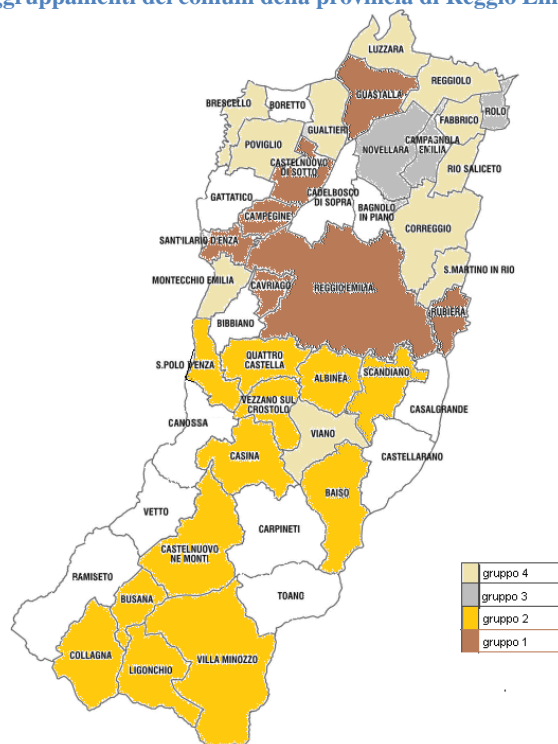 ggruppamenti dei comuni della provincia di Reggio Emi
LUZZARA
REGGIOLO
GUASTALLA
BRESCELLO
BORETTO
ROLO
FABBRICO
GUALTIERI
POVIGLIO
CAMPAGNOLA
EMILIA
NOVELLARA
CASTELNUOVO
DI SOTTO
RIO SALICETO
CADELBOSCO
DI SOPRA
GATTATICO
BAGNOLO
IN PIANO
CAMPEGINE
CORREGGIO
SANT'ILARIO D'ENZA
S.MARTINO IN RIO
MONTECCHIO EMILIA
CAVRIAGO
REGGIO EMILIA
RUBIERA
BIBBIANO
S.POLO D'ENZA
QUATTRO
CASTELLA
ALBINEA
SCANDIANO
VEZZANO SUL
CROSTOLO
CASALGRANDE
CANOSSA
VIANO
CASINA
CASTELLARANO
BAISO
VETTO
CARPINETI
CASTELNUOVO
NE MONTI
RAMISETO
TOANO
BUSANA
COLLAGNA
VILLA MINOZZO
LIGONCHIO
gruppo 4
gruppo 3
gruppo 2
gruppo 1